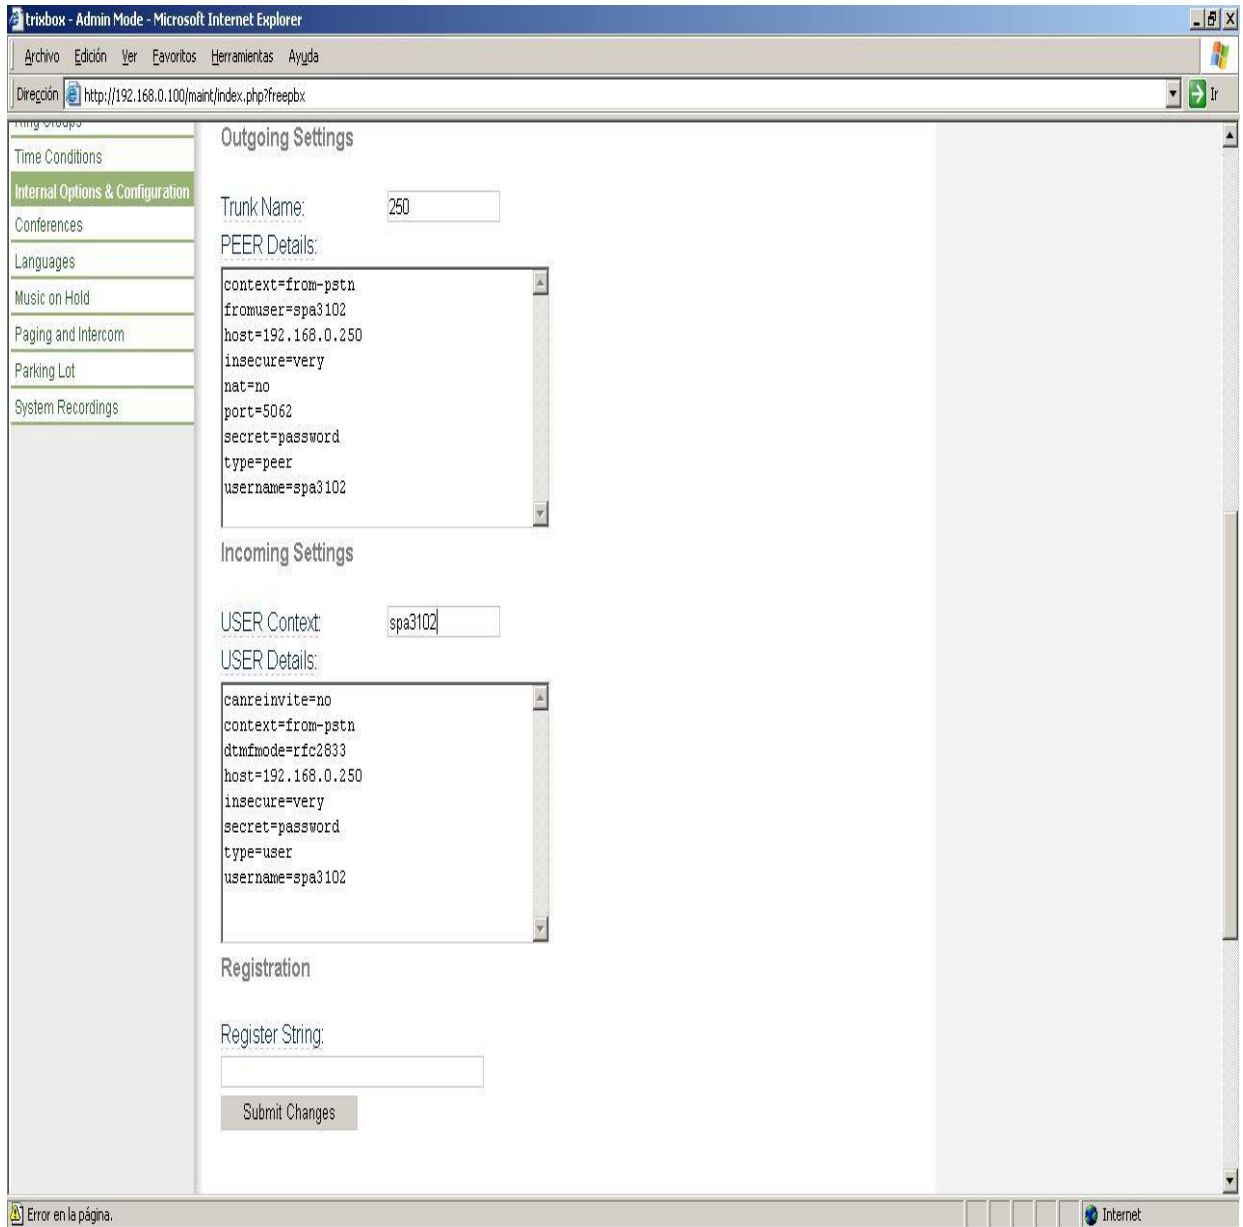 trixbox - Admin Mode - Microsoft Internet Explorer
Archivo Edición Ver Favoritos Herramientas Ayuda
Dirección http://192.168.0.100/maint/index.php?freepbx Ir
Ring Groups
Time Conditions
Internal Options & Configuration
Conferences
Languages
Music on Hold
Paging and Intercom
Parking Lot
System Recordings
Outgoing Settings
Trunk Name: 250
PEER Details:
context=from-pstn
fromuser=spa3102
host=192.168.0.250
insecure=very
nat=no
port=5062
secret=password
type=peer
username=spa3102
Incoming Settings
USER Context: spa3102
USER Details:
canreinvite=no
context=from-pstn
dtmfmode=rfc2833
host=192.168.0.250
insecure=very
secret=password
type=user
username=spa3102
Registration
Register String:
Submit Changes
Error en la página. Internet